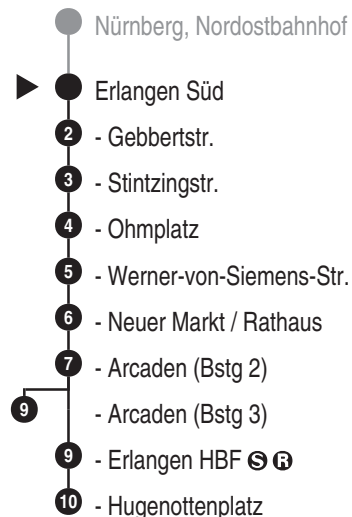 Nürnberg, Nordostbahnhof
Erlangen Süd
2 - Gebbertstr.
3 - Stintzingstr.
4 - Ohmplatz
5 - Werner-von-Siemens-Str.
6 - Neuer Markt / Rathaus
7 - Arcaden (Bstg 2)
9 - Arcaden (Bstg 3)
9 - Erlangen HBF S R
10 - Hugenottenplatz